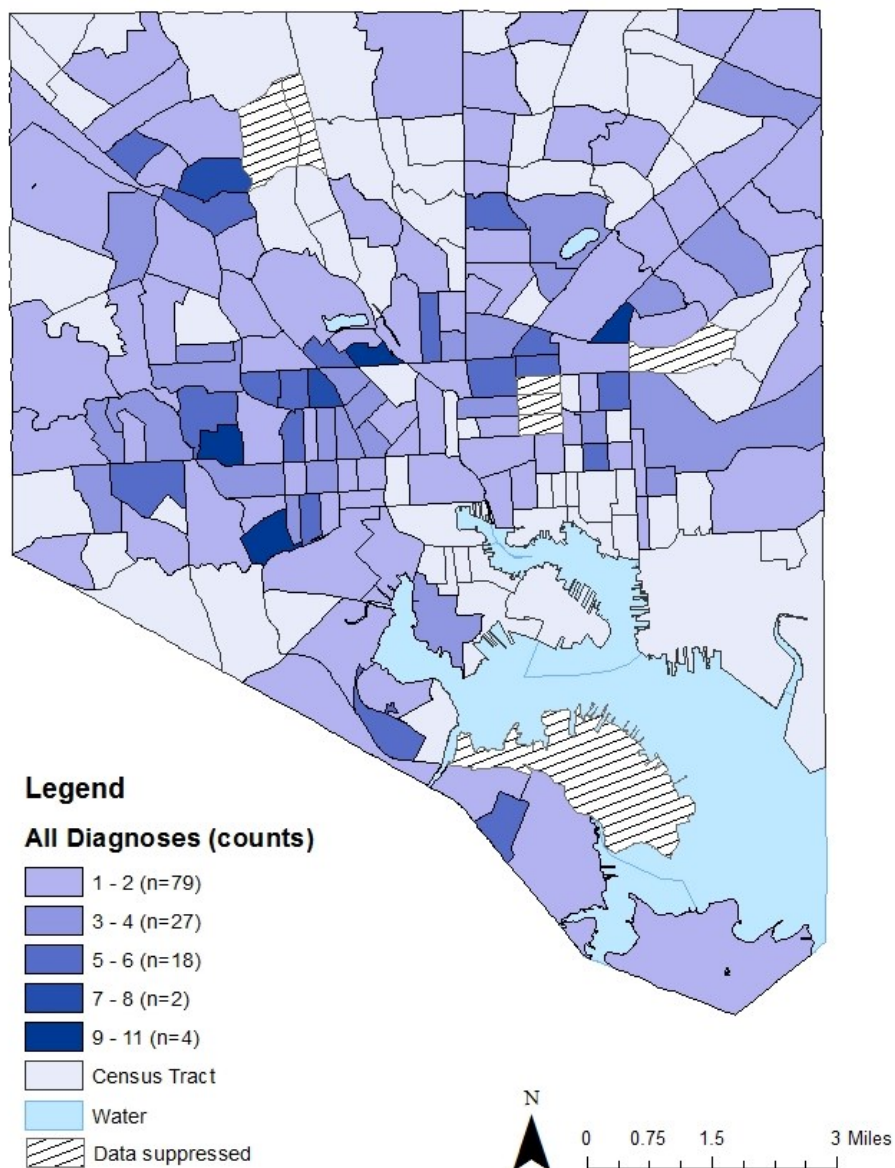 Legend
All Diagnoses (counts)
1 - 2 (n=79)
3 - 4 (n=27)
5 - 6 (n=18)
7 - 8 (n=2)
9 - 11 (n=4)
Census Tract
Water
Data suppressed
N
0 0.75 1.5 3 Miles